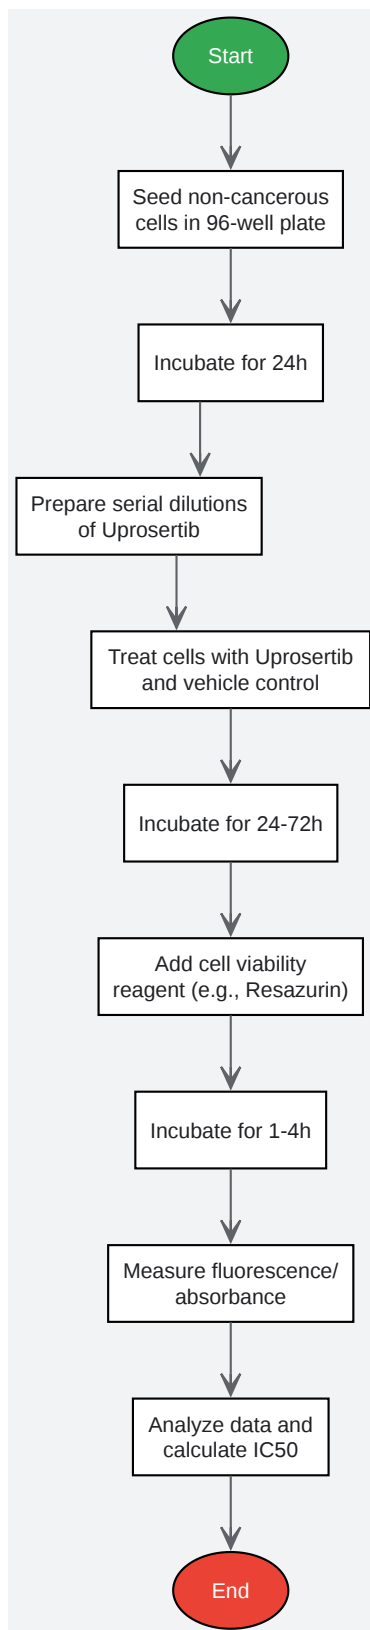 Start
Seed non-cancerous
cells in 96-well plate
Incubate for 24h
Prepare serial dilutions
of Uprosertib
Treat cells with Uprosertib
and vehicle control
Incubate for 24-72h
Add cell viability
reagent (e.g., Resazurin)
Incubate for 1-4h
Measure fluorescence/
absorbance
Analyze data and
calculate IC50
End